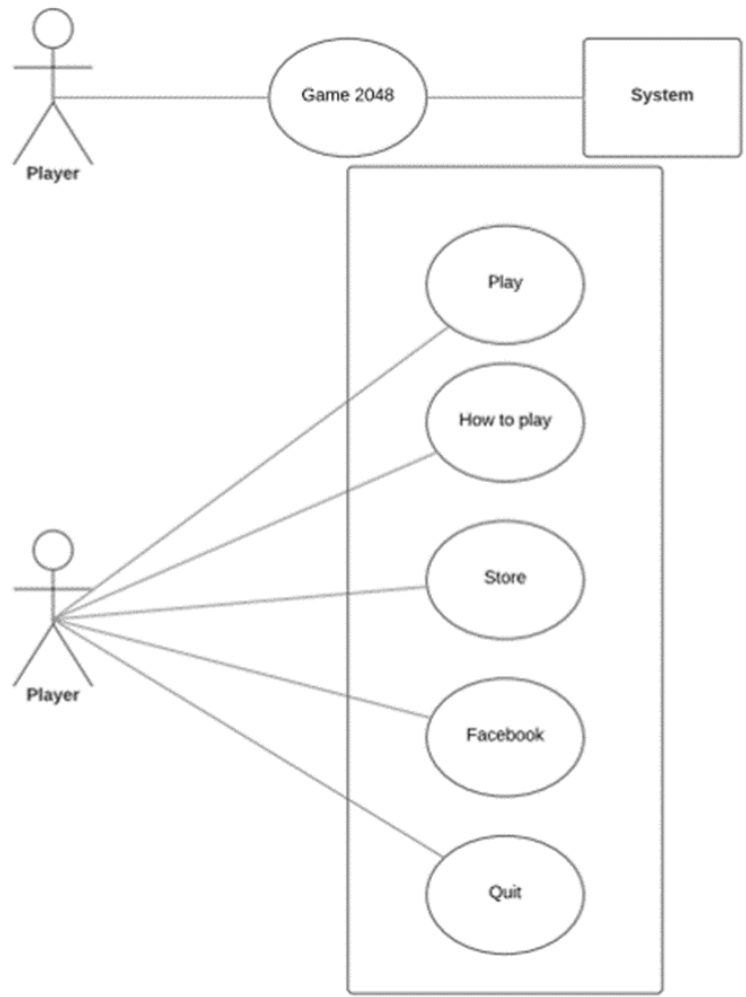 Game 2048
System
Player
Play
How to play
Store
Facebook
Player
Quit